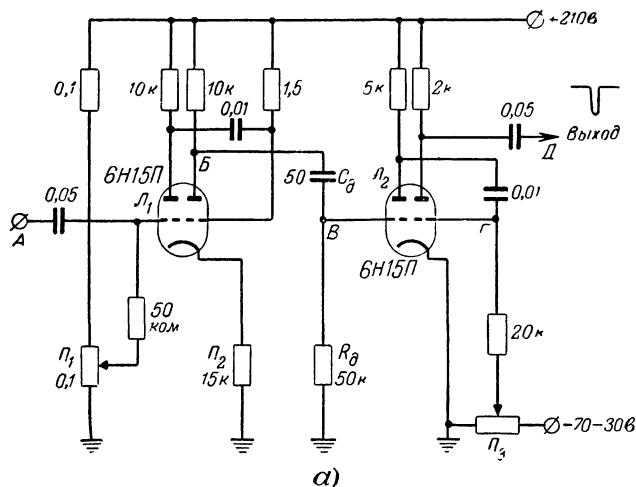 +210в
0,1
10к
10к
1,5
5к
2к
0,01
0,05
Выход
Д
Б
6Н15П
Л₁
50
Cд
Л₂
0,01
0,05
А
В
г
6Н15П
50
ком
20к
П₁
0,1
П₂
15к
Rд
50к
П₃
-70-30в
а)